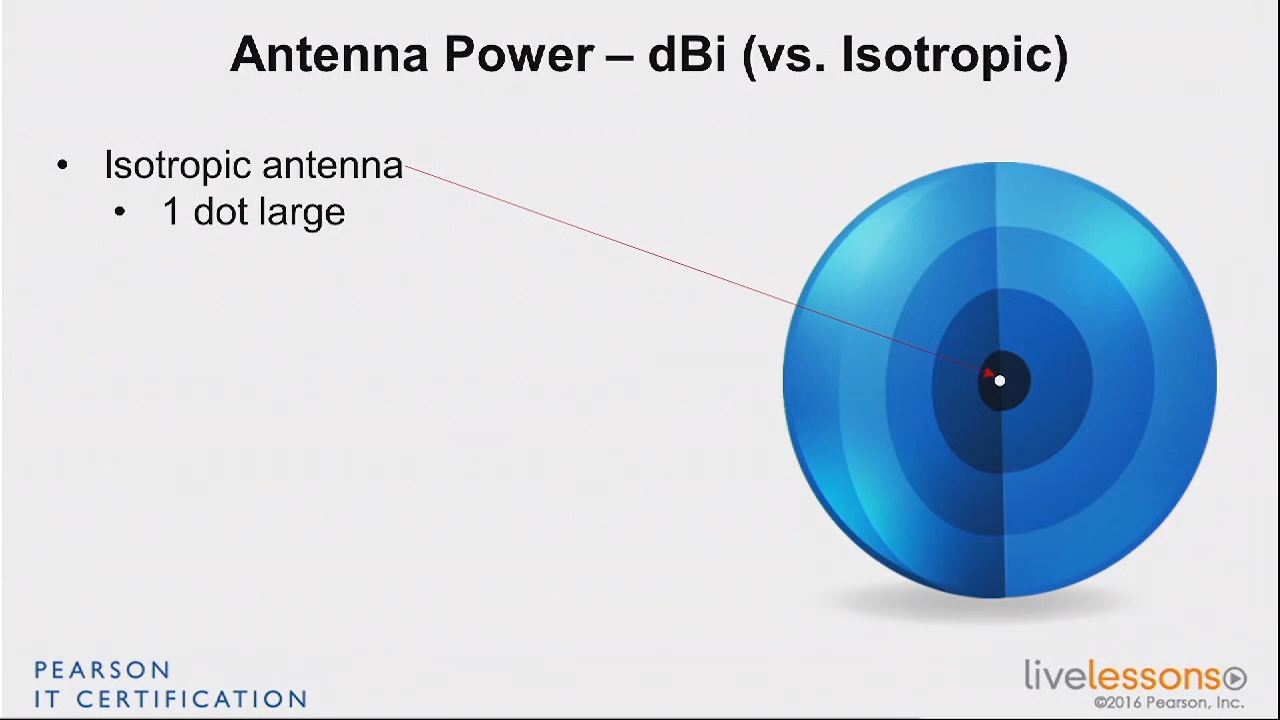 Antenna Power – dBi (vs. Isotropic)
• Isotropic antenna
• 1 dot large
PEARSON
IT CERTIFICATION
livelessons
©2016 Pearson, Inc.